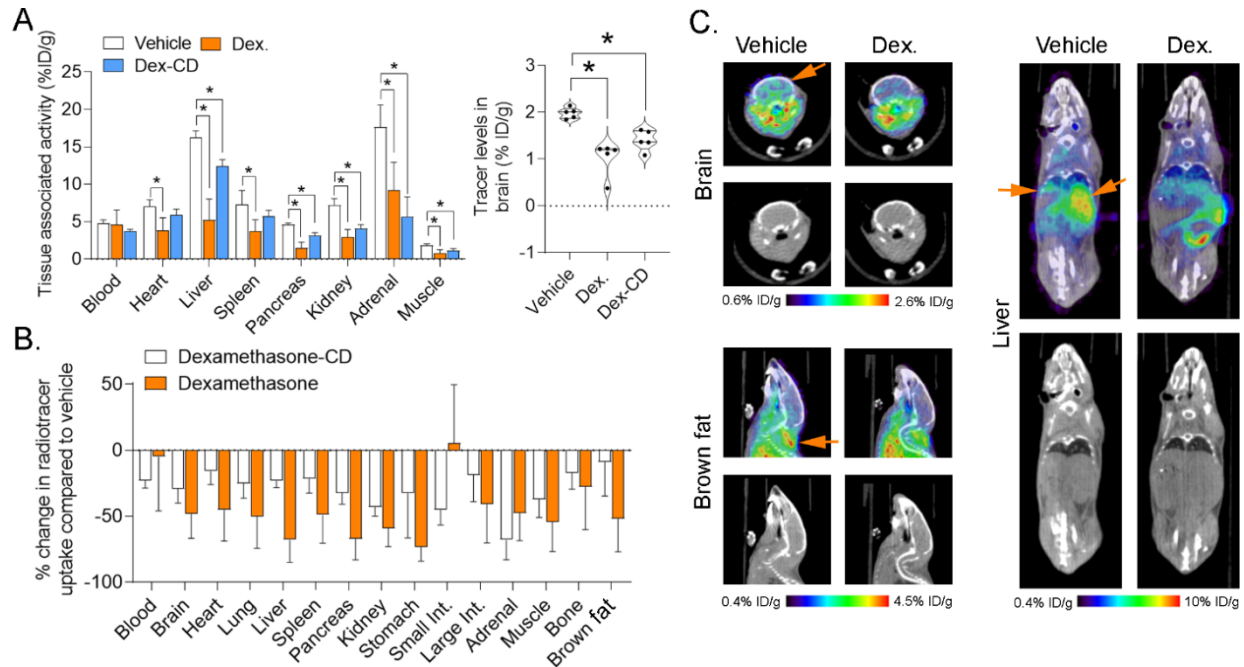 A
Vehicle
Dex.
Dex-CD
Tissue associated activity (%ID/g)
25
20
15
10
5
0
* * * * * * * * * * * * *
Blood
Heart
Liver
Spleen
Pancreas
Kidney
Adrenal
Muscle
Tracer levels in
brain (% ID/g)
3
2
1
0
-1
*
*
Vehicle
Dex.
Dex-CD
B.
Dexamethasone-CD
Dexamethasone
% change in radiotracer
uptake compared to vehicle
50
0
-50
-100
Blood
Brain
Heart
Lung
Liver
Spleen
Pancreas
Kidney
Stomach
Small Int.
Large Int.
Adrenal
Muscle
Bone
Brown fat
C.
Vehicle
Dex.
Brain
0.6% ID/g
2.6% ID/g
Brown fat
0.4% ID/g
4.5% ID/g
Vehicle
Dex.
Liver
0.4% ID/g
10% ID/g